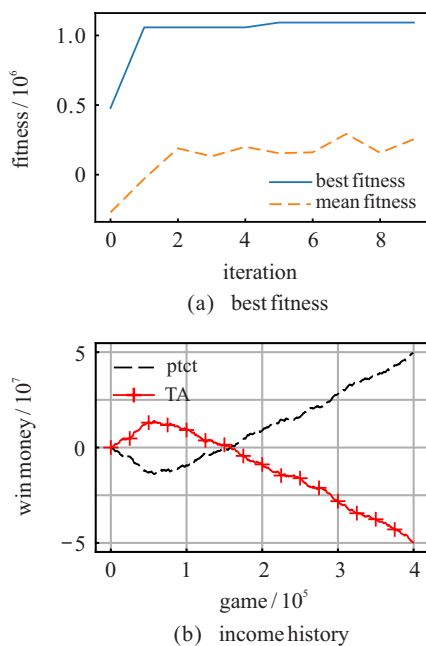 1.0
0.5
0
fitness / 10⁶
best fitness
mean fitness
0 2 4 6 8
iteration
(a) best fitness
ptct
TA
5
0
−5
win money / 10⁷
0 1 2 3 4
game / 10⁵
(b) income history